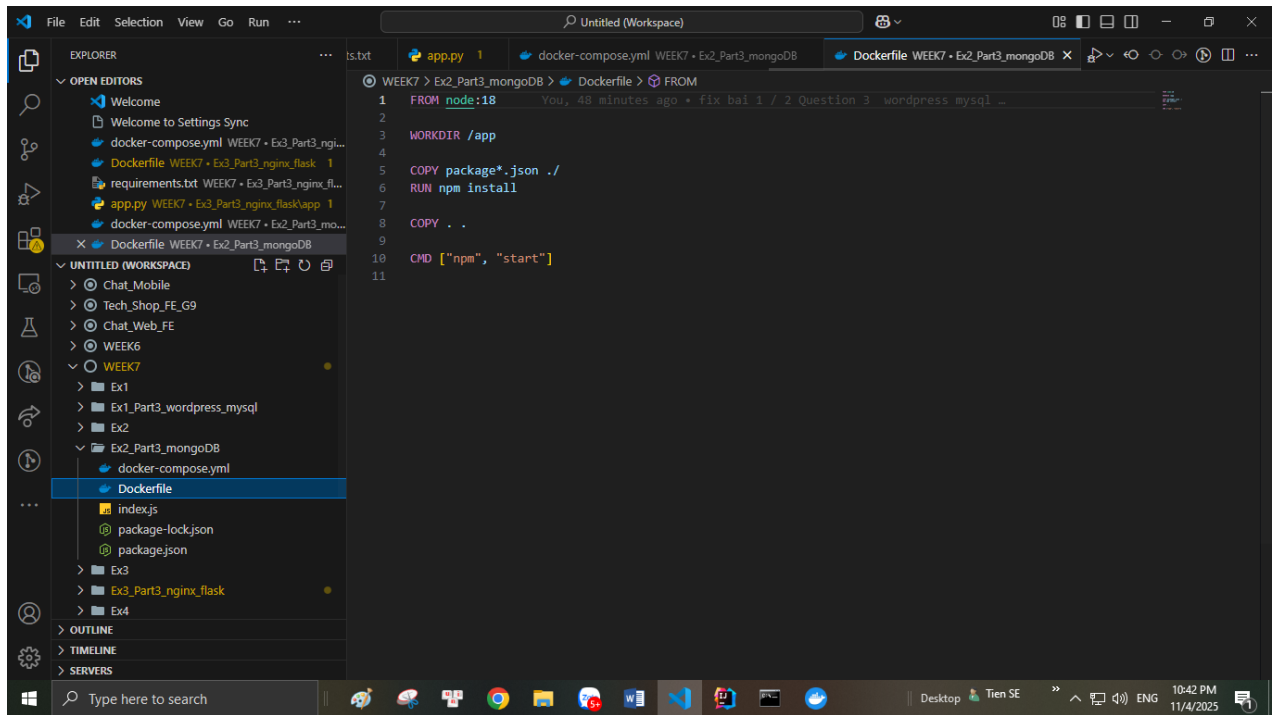 File Edit Selection View Go Run ···
Untitled (Workspace)
EXPLORER ···
OPEN EDITORS
Welcome
Welcome to Settings Sync
docker-compose.yml WEEK7 • Ex3_Part3_ngi...
Dockerfile WEEK7 • Ex3_Part3_nginx_flask 1
requirements.txt WEEK7 • Ex3_Part3_nginx_fl...
app.py WEEK7 • Ex3_Part3_nginx_flask\app 1
docker-compose.yml WEEK7 • Ex2_Part3_mo...
Dockerfile WEEK7 • Ex2_Part3_mongoDB
UNTITLED (WORKSPACE)
Chat_Mobile
Tech_Shop_FE_G9
Chat_Web_FE
WEEK6
WEEK7
Ex1
Ex1_Part3_wordpress_mysql
Ex2
Ex2_Part3_mongoDB
docker-compose.yml
Dockerfile
index.js
package-lock.json
package.json
Ex3
Ex3_Part3_nginx_flask
Ex4
OUTLINE
TIMELINE
SERVERS
ts.txt app.py 1 docker-compose.yml WEEK7 • Ex2_Part3_mongoDB Dockerfile WEEK7 • Ex2_Part3_mongoDB
WEEK7 > Ex2_Part3_mongoDB > Dockerfile > FROM
1 FROM node:18 You, 48 minutes ago • fix bai 1 / 2 Question 3 wordpress mysql …
2
3 WORKDIR /app
4
5 COPY package*.json ./
6 RUN npm install
7
8 COPY . .
9
10 CMD ["npm", "start"]
11
Type here to search
Desktop
Tien SE
ENG
10:42 PM
11/4/2025